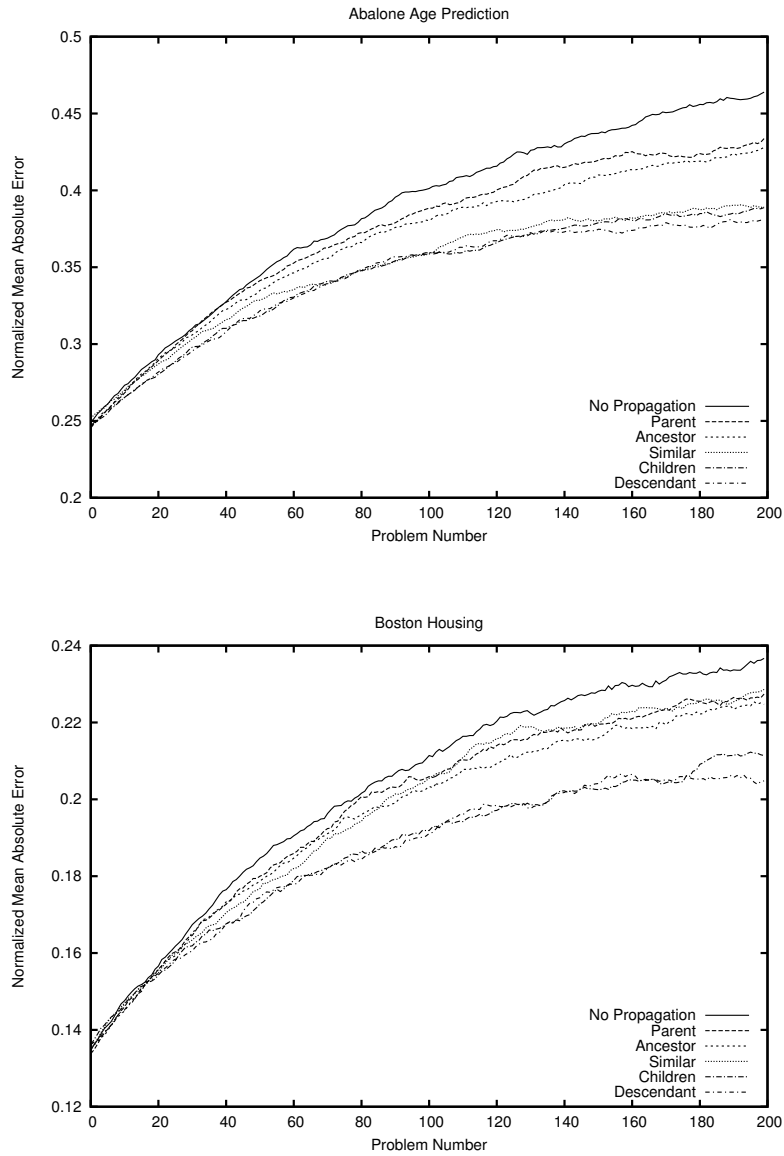 Abalone Age Prediction
0.5
0.45
0.4
0.35
0.3
0.25
0.2
Normalized Mean Absolute Error
No Propagation
Parent
Ancestor
Similar
Children
Descendant
0 20 40 60 80 100 120 140 160 180 200
Problem Number
Boston Housing
0.24
0.22
0.2
0.18
0.16
0.14
0.12
Normalized Mean Absolute Error
No Propagation
Parent
Ancestor
Similar
Children
Descendant
0 20 40 60 80 100 120 140 160 180 200
Problem Number